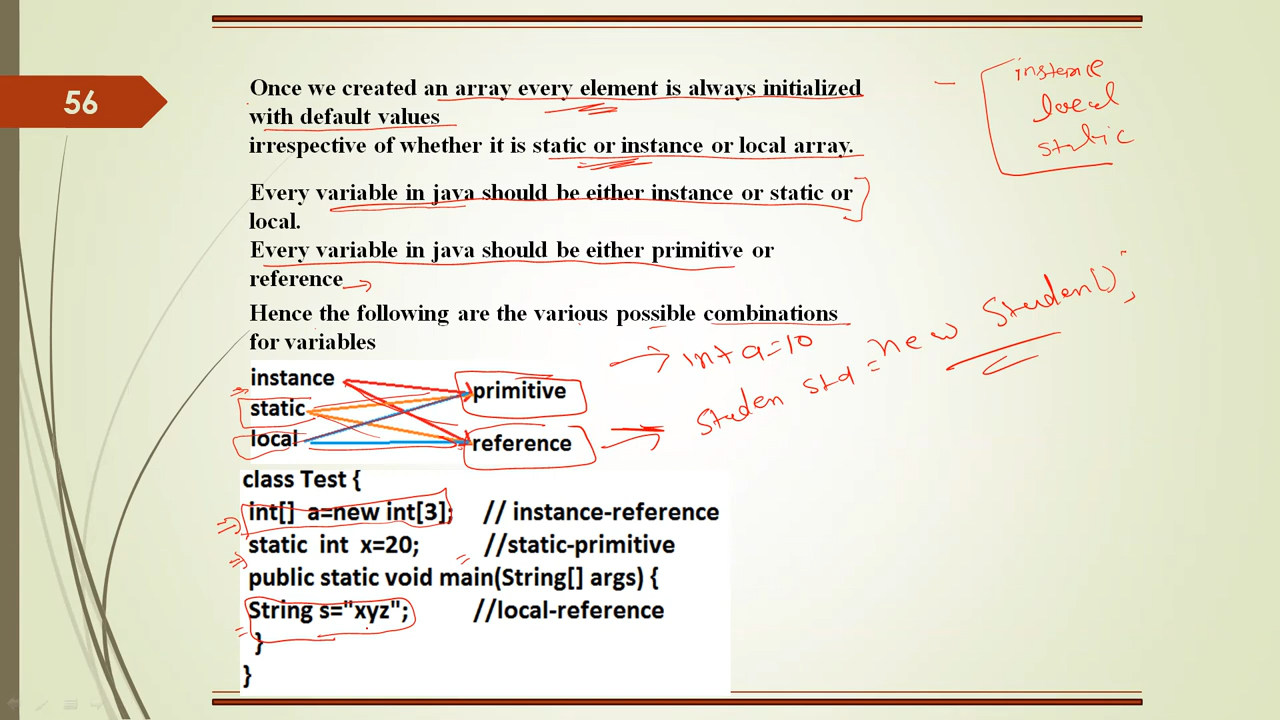 56
Once we created an array every element is always initialized
with default values
irrespective of whether it is static or instance or local array.
Every variable in java should be either instance or static or
local.
Every variable in java should be either primitive or
reference
Hence the following are the various possible combinations
for variables
instance
static
local
primitive
reference
class Test {
int[] a=new int[3]; // instance-reference
static int x=20; //static-primitive
public static void main(String[] args) {
String s="xyz"; //local-reference
}
}
instance
local
static
int a=10
Studen std = new Studen();